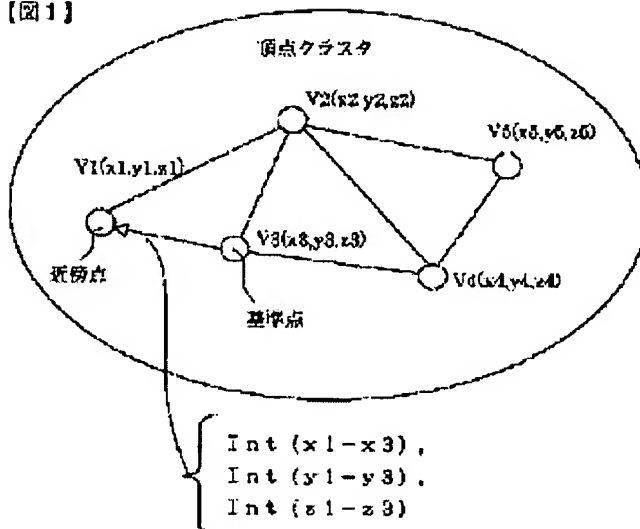 【図1】
頂点クラスタ
V2(x2,y2,z2)
V5(x5,y5,z5)
V1(x1,y1,z1)
V3(x3,y3,z3)
V4(x4,y4,z4)
近傍点
基準点
Int(x1-x3),
Int(y1-y3),
Int(z1-z3)